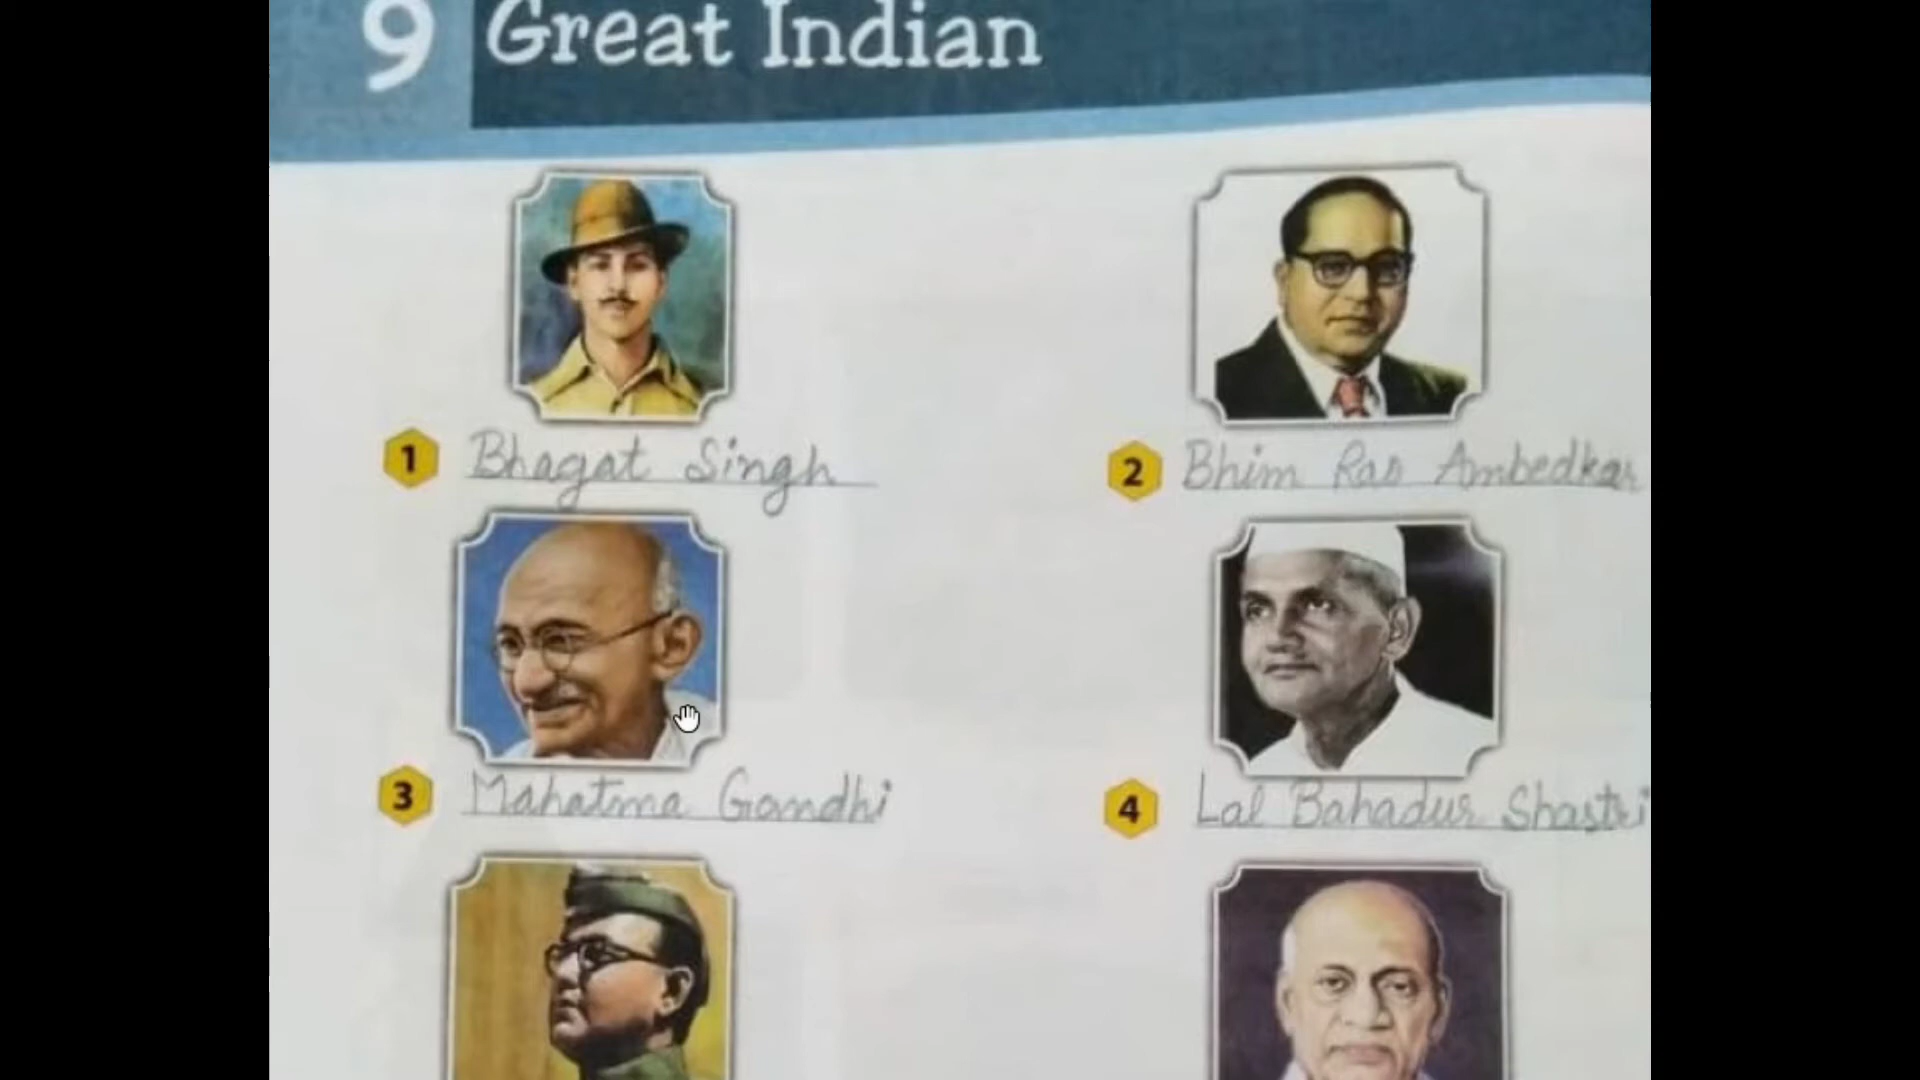 9 Great Indian
1 Bhagat Singh
2 Bhim Rao Ambedkar
3 Mahatma Gandhi
4 Lal Bahadur Shastri